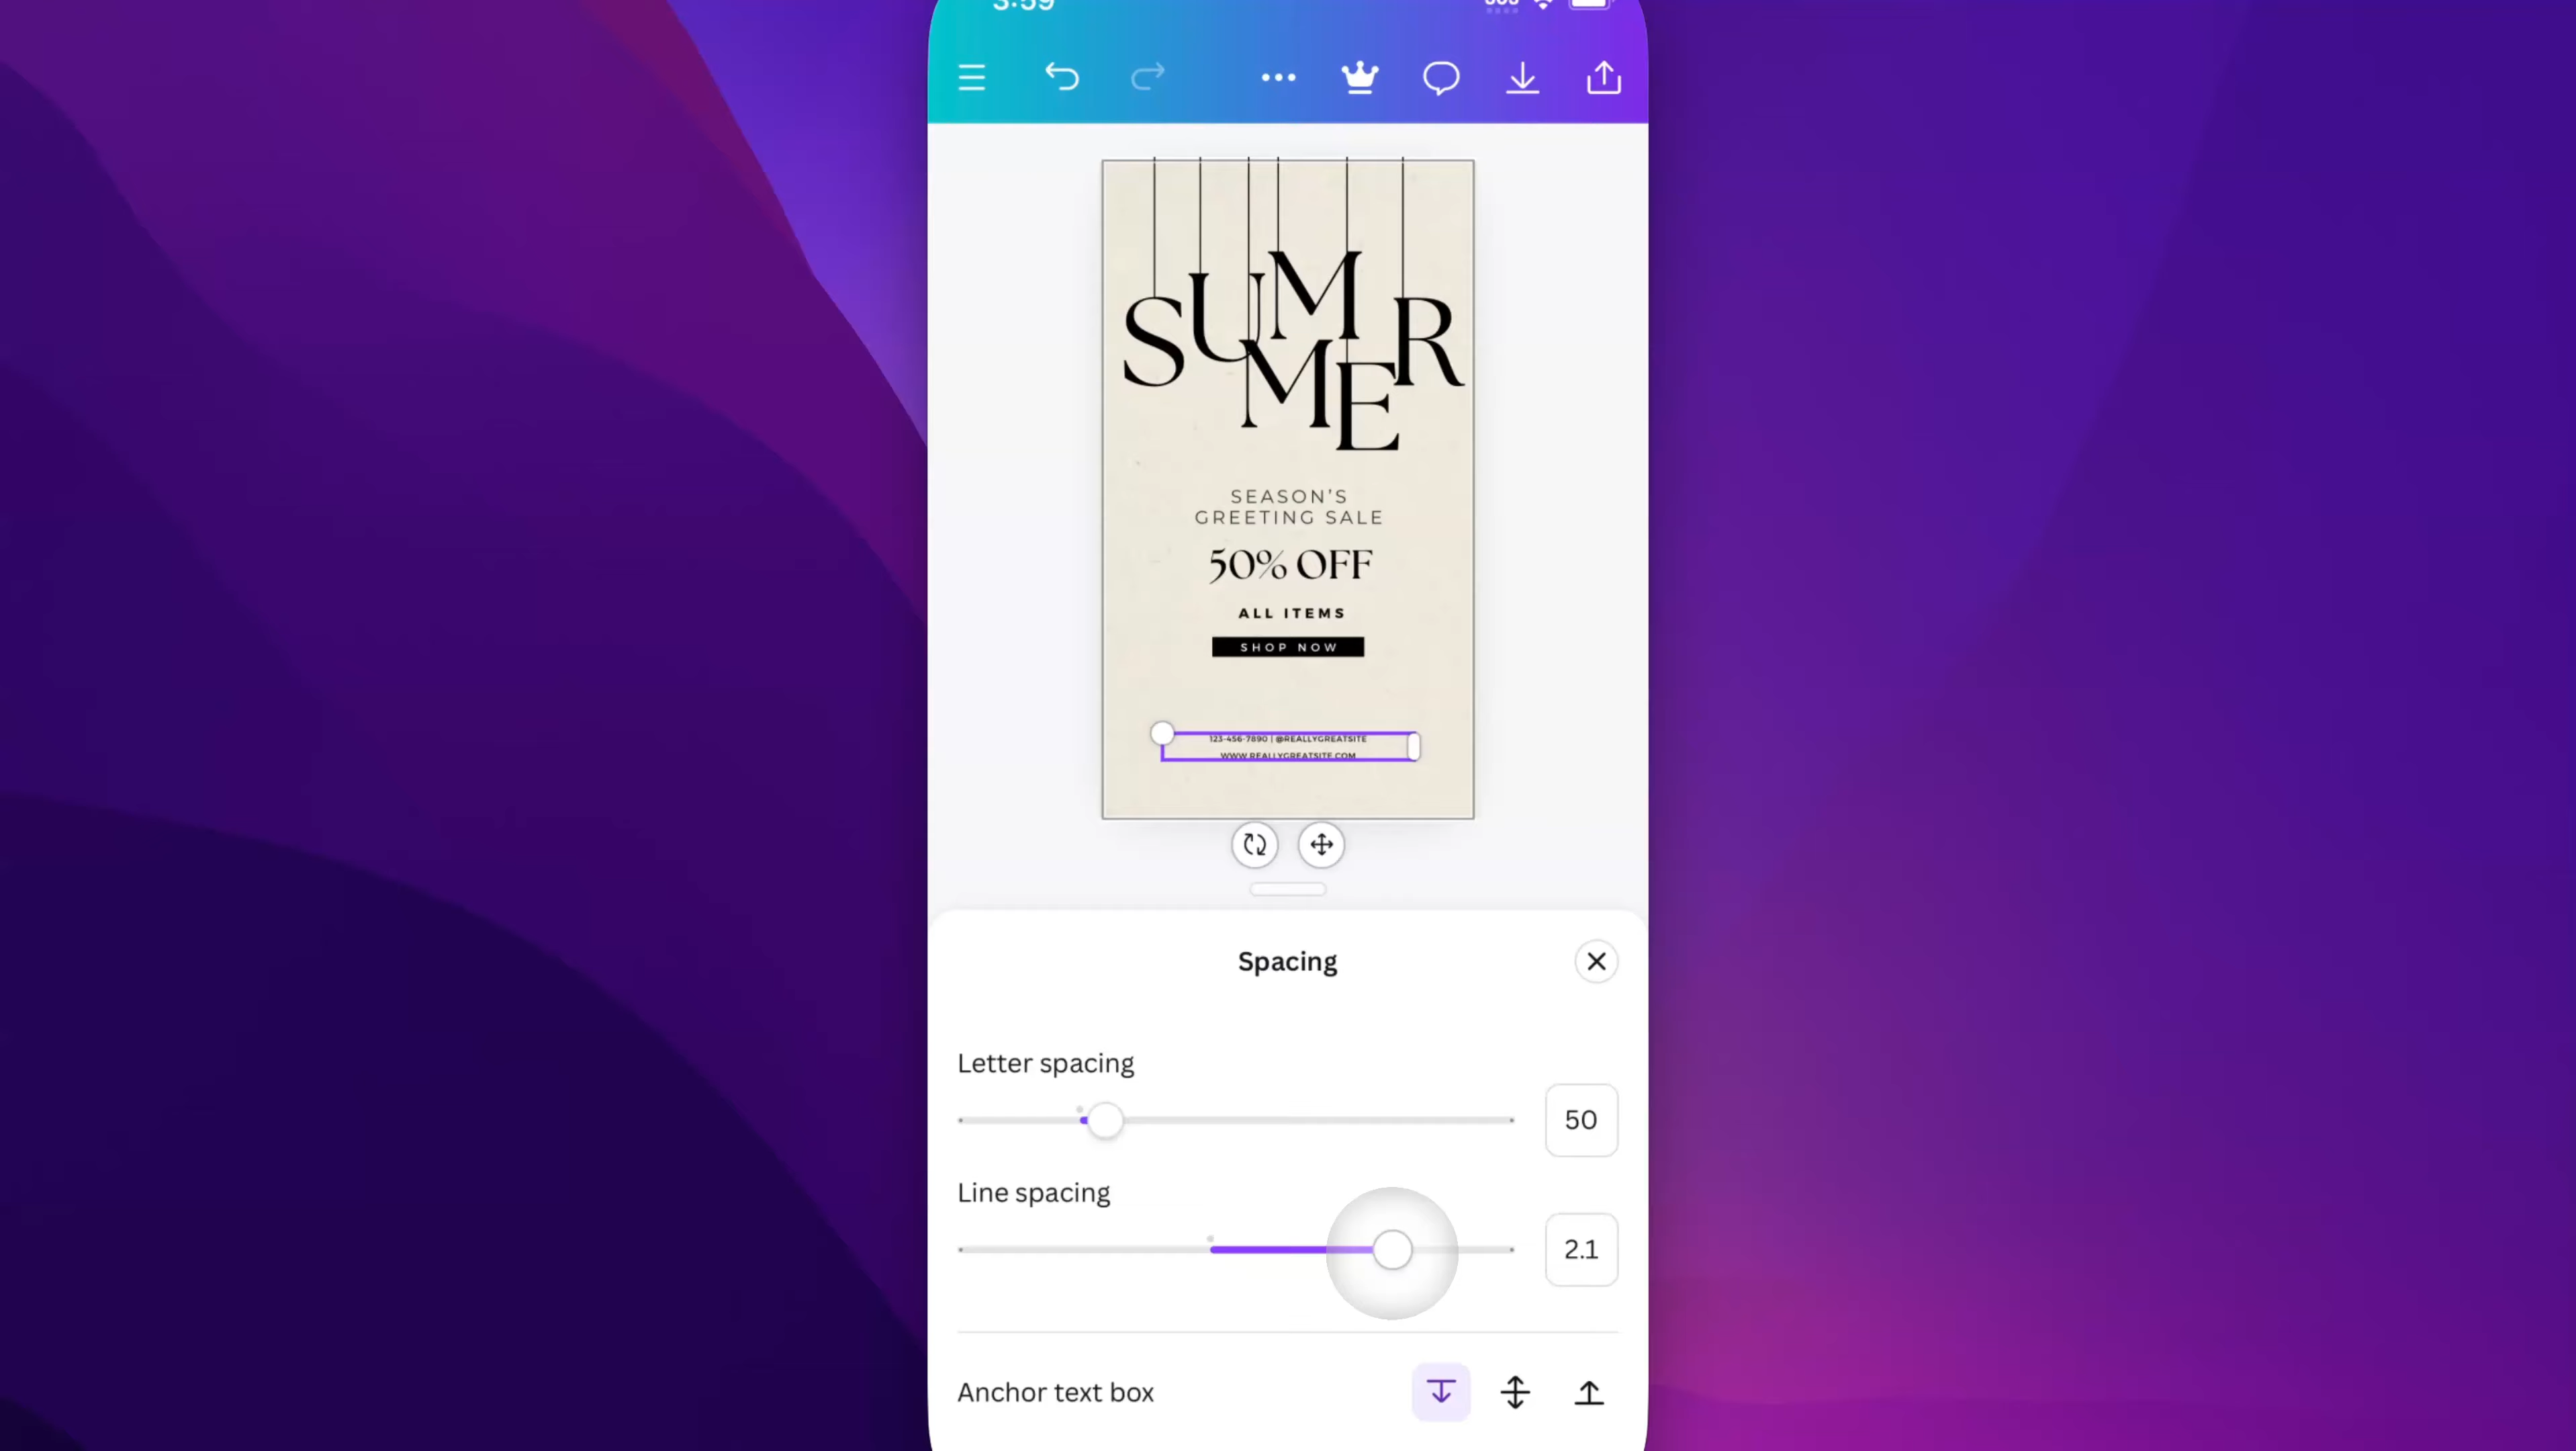 3:59
SUMMER
SEASON'S
GREETING SALE
50% OFF
ALL ITEMS
SHOP NOW
123-456-7890 | @REALLYGREATSITE
WWW.REALLYGREATSITE.COM
Spacing
Letter spacing
50
Line spacing
2.1
Anchor text box